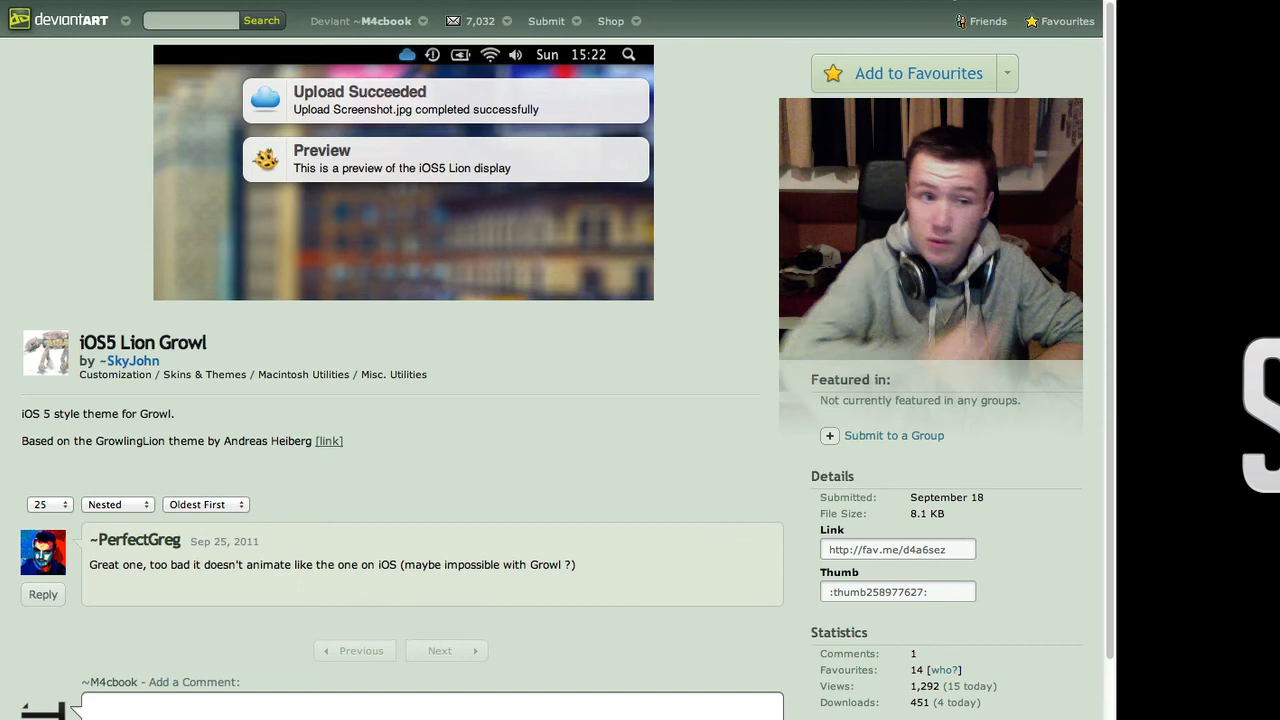 deviantART Search Deviant ~M4cbook 7,032 Submit Shop Friends Favourites
Sun 15:22
Upload Succeeded
Upload Screenshot.jpg completed successfully
Preview
This is a preview of the iOS5 Lion display
Add to Favourites
iOS5 Lion Growl
by ~SkyJohn
Customization / Skins & Themes / Macintosh Utilities / Misc. Utilities
iOS 5 style theme for Growl.
Based on the GrowlingLion theme by Andreas Heiberg [link]
25 Nested Oldest First
~PerfectGreg Sep 25, 2011
Great one, too bad it doesn't animate like the one on iOS (maybe impossible with Growl ?)
Reply
Previous Next
~M4cbook - Add a Comment:
Featured in:
Not currently featured in any groups.
+ Submit to a Group
Details
Submitted: September 18
File Size: 8.1 KB
Link
http://fav.me/d4a6sez
Thumb
:thumb258977627:
Statistics
Comments: 1
Favourites: 14 [who?]
Views: 1,292 (15 today)
Downloads: 451 (4 today)
S